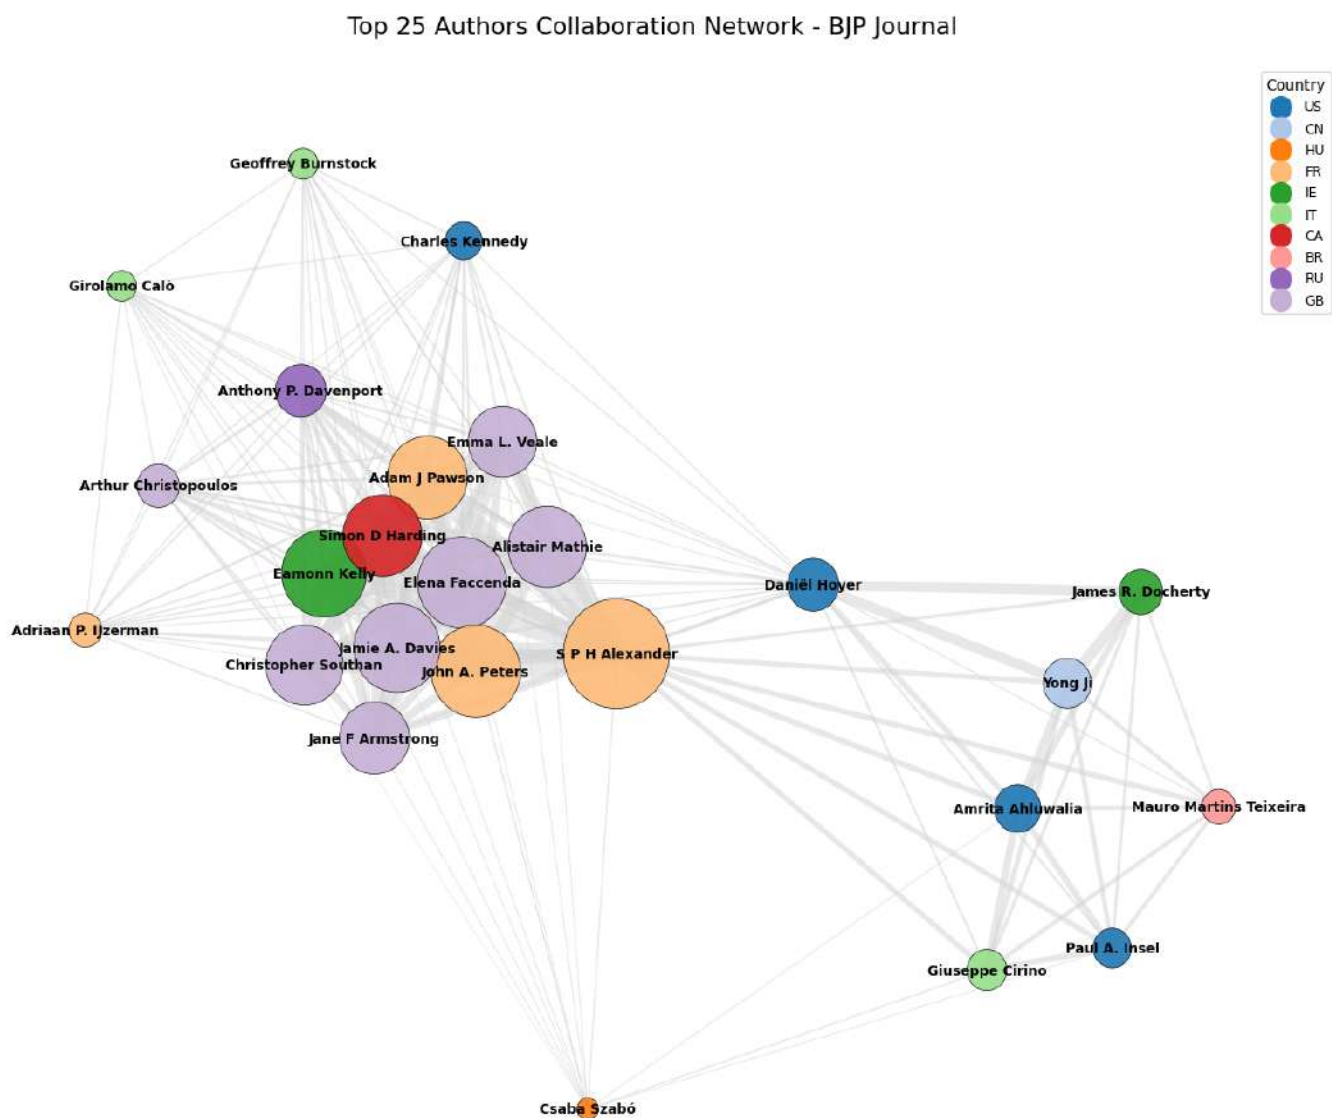 Top 25 Authors Collaboration Network - BJP Journal
Country
US
CN
HU
FR
IE
IT
CA
BR
RU
GB
Geoffrey Burnstock
Charles Kennedy
Girolamo Calò
Anthony P. Davenport
Emma L. Veale
Adam J Pawson
Arthur Christopoulos
Simon D Harding
Alistair Mathie
Eamonn Kelly
Elena Faccenda
Daniël Hoyer
James R. Docherty
Adriaan P. IJzerman
Jamie A. Davies
S P H Alexander
Christopher Southan
John A. Peters
Yong Ji
Jane F Armstrong
Amrita Ahluwalia
Mauro Martins Teixeira
Paul A. Insel
Giuseppe Cirino
Csaba Szabó